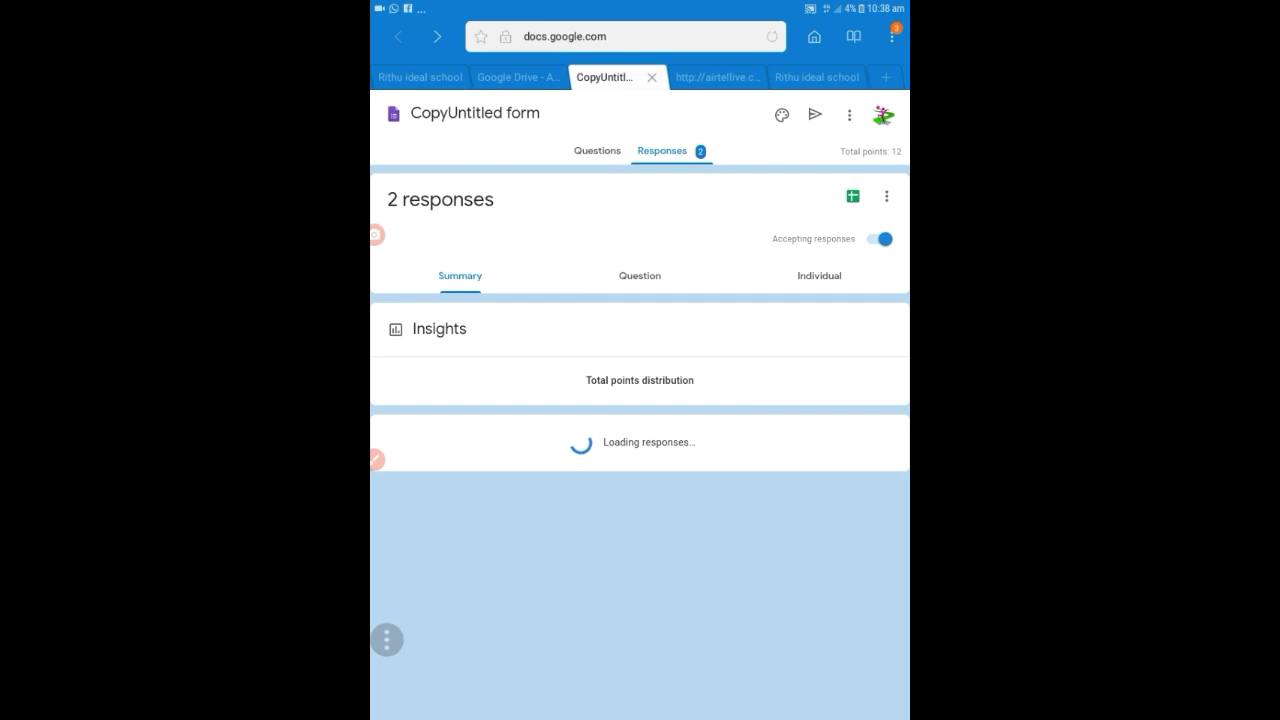 ... 4% 10:38 am
docs.google.com
3
Rithu ideal school Google Drive - A... CopyUntitl... http://airtellive.c... Rithu ideal school
CopyUntitled form
Questions Responses 2 Total points: 12
2 responses
Accepting responses
Summary Question Individual
Insights
Total points distribution
Loading responses...